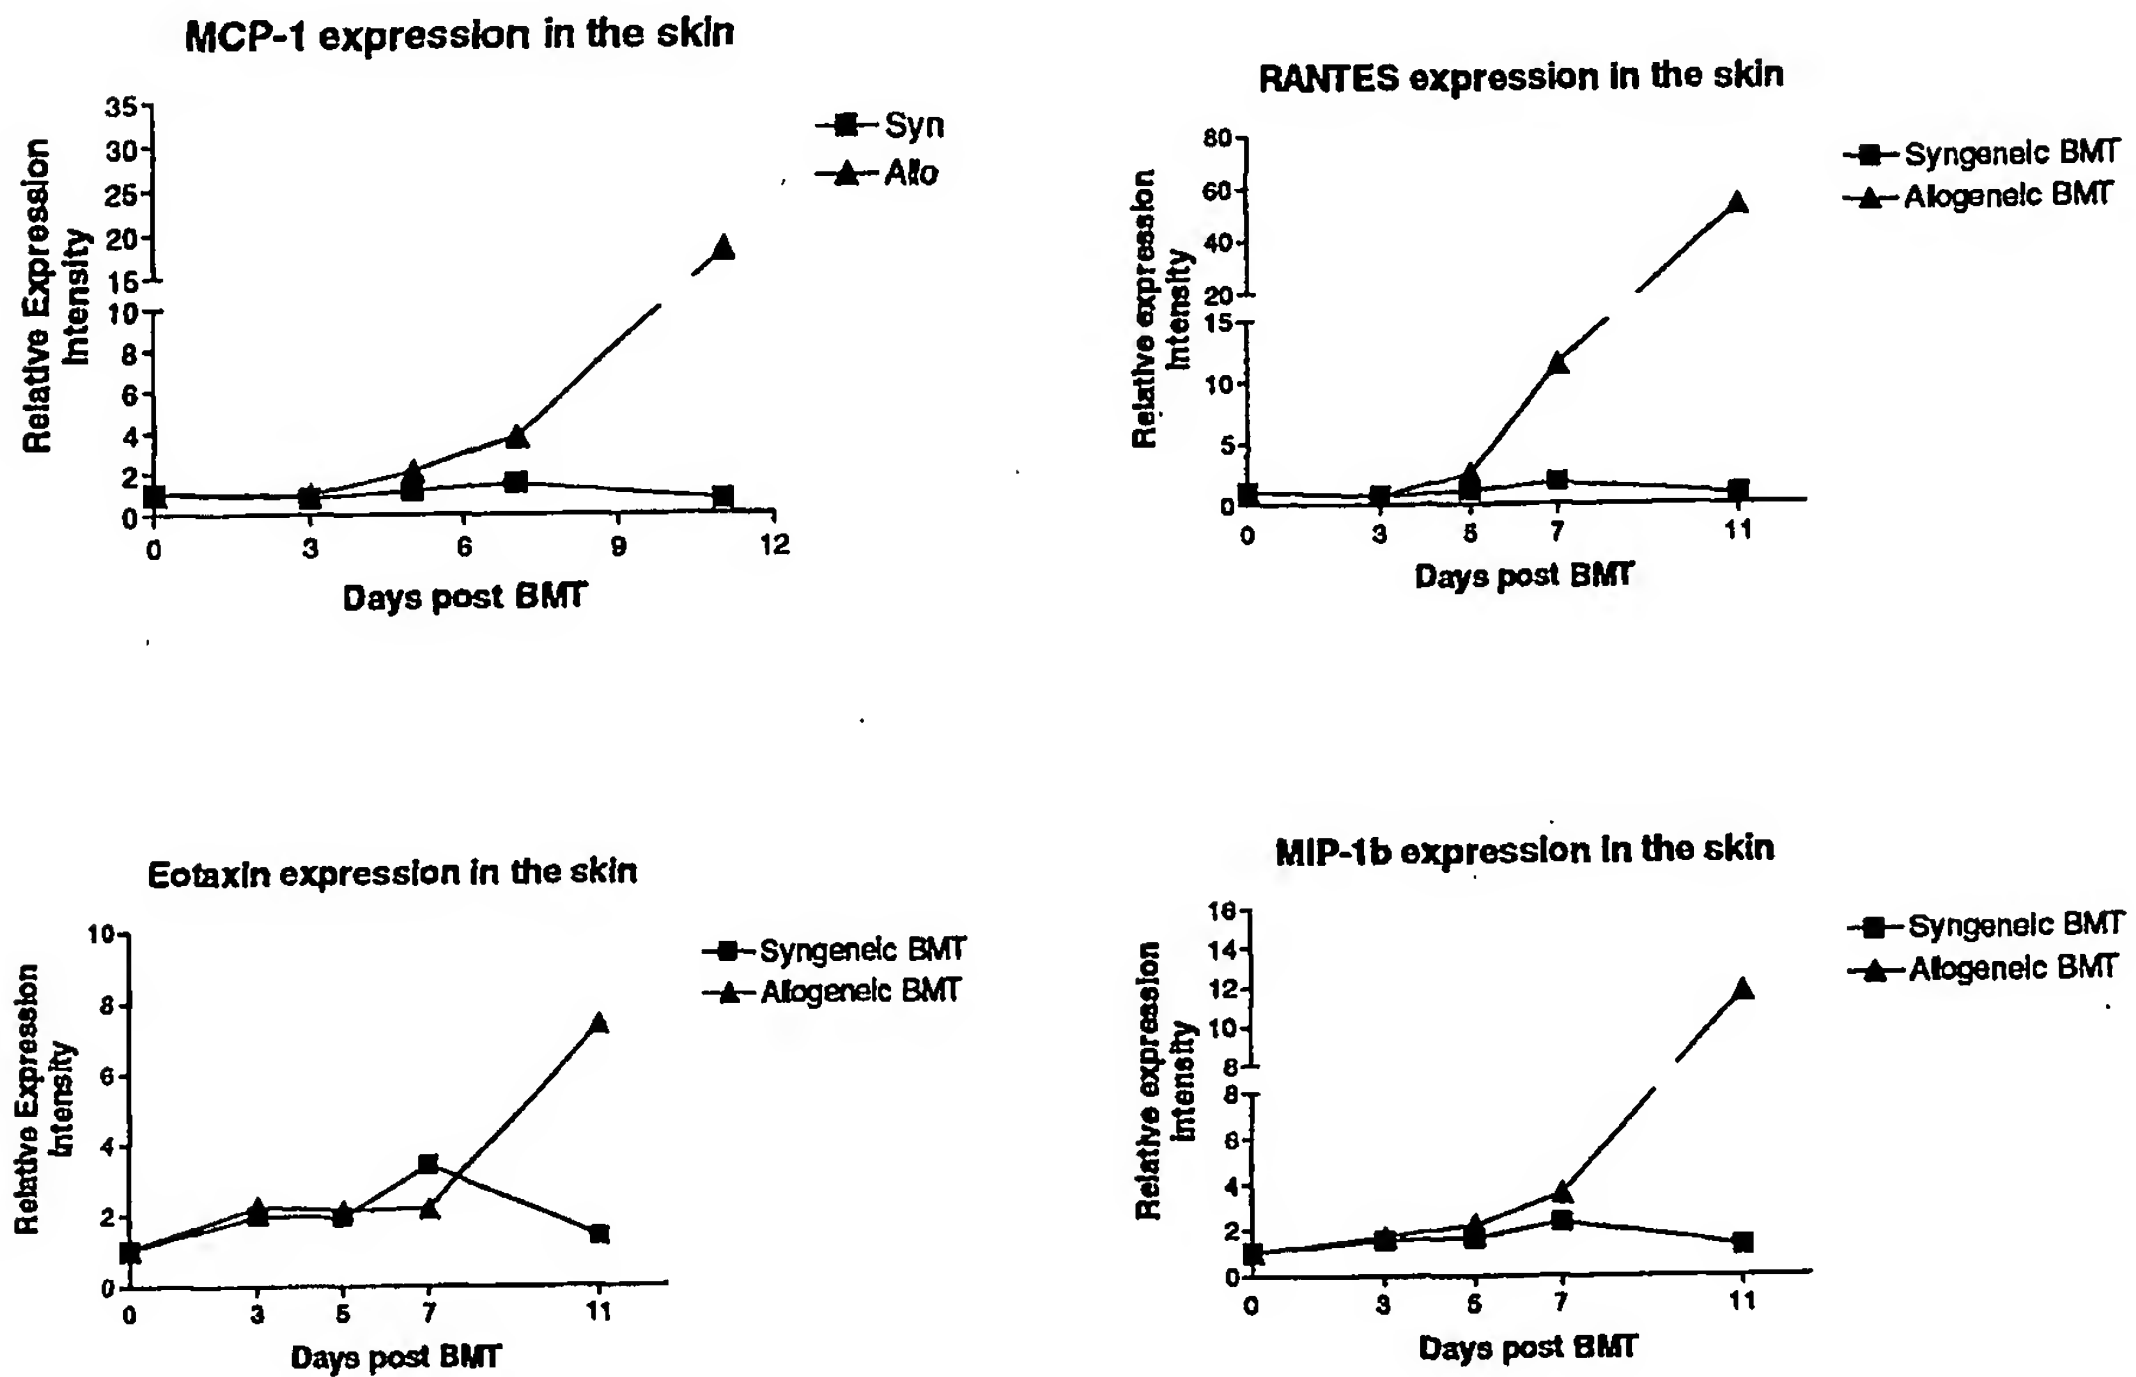 MCP-1 expression in the skin
35
30
25
20
15
10
8
6
4
2
0
Relative Expression
Intensity
0 3 6 9 12
Days post BMT
Syn
Allo
RANTES expression in the skin
80
60
40
20
15
10
5
0
Relative expression
Intensity
0 3 5 7 11
Days post BMT
Syngeneic BMT
Allogeneic BMT
Eotaxin expression in the skin
10
8
6
4
2
0
Relative Expression
Intensity
0 3 5 7 11
Days post BMT
Syngeneic BMT
Allogeneic BMT
MIP-1b expression in the skin
16
14
12
10
8
8
6
4
2
0
Relative expression
Intensity
0 3 5 7 11
Days post BMT
Syngeneic BMT
Allogeneic BMT